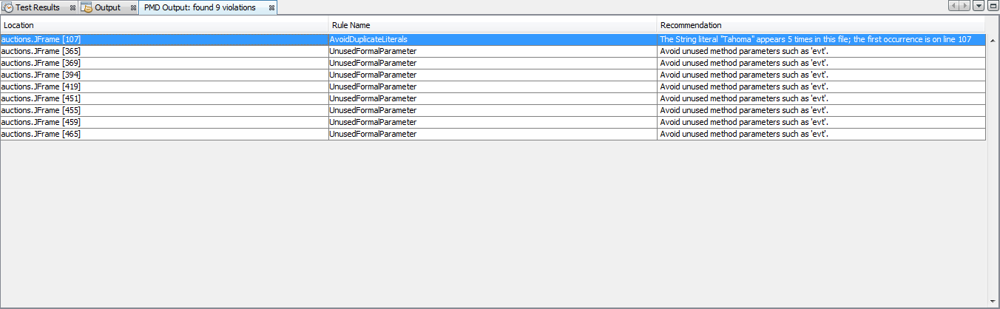 Test Results Output PMD Output: found 9 violations
Location Rule Name Recommendation
auctions.JFrame [107] AvoidDuplicateLiterals The String literal "Tahoma" appears 5 times in this file; the first occurrence is on line 107
auctions.JFrame [365] UnusedFormalParameter Avoid unused method parameters such as 'evt'.
auctions.JFrame [369] UnusedFormalParameter Avoid unused method parameters such as 'evt'.
auctions.JFrame [394] UnusedFormalParameter Avoid unused method parameters such as 'evt'.
auctions.JFrame [419] UnusedFormalParameter Avoid unused method parameters such as 'evt'.
auctions.JFrame [451] UnusedFormalParameter Avoid unused method parameters such as 'evt'.
auctions.JFrame [455] UnusedFormalParameter Avoid unused method parameters such as 'evt'.
auctions.JFrame [459] UnusedFormalParameter Avoid unused method parameters such as 'evt'.
auctions.JFrame [465] UnusedFormalParameter Avoid unused method parameters such as 'evt'.